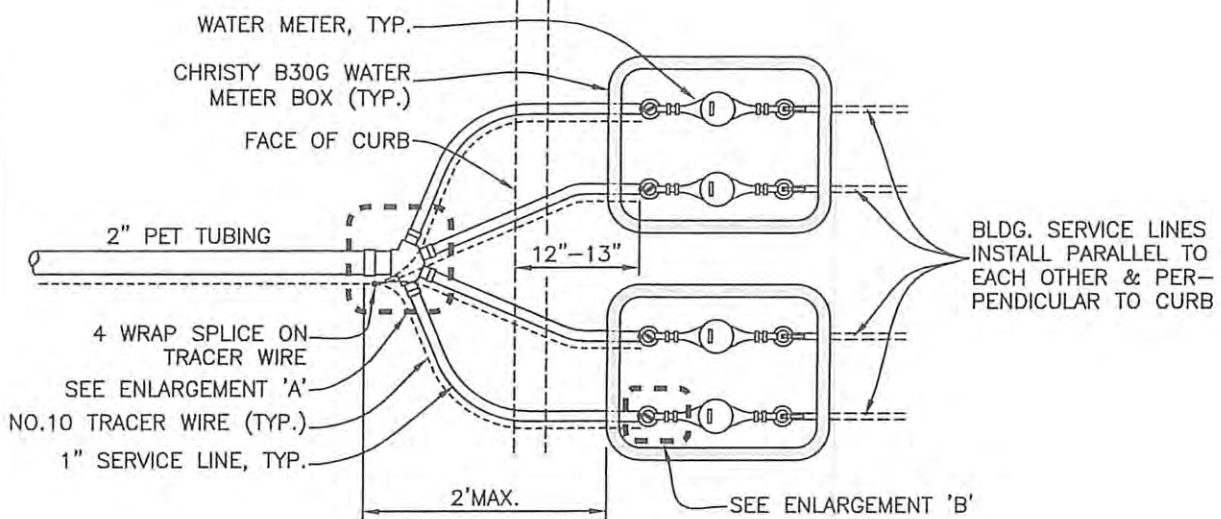 WATER METER, TYP.
CHRISTY B30G WATER
METER BOX (TYP.)
FACE OF CURB
2" PET TUBING
12"-13"
BLDG. SERVICE LINES
INSTALL PARALLEL TO
EACH OTHER & PER-
PENDICULAR TO CURB
4 WRAP SPLICE ON
TRACER WIRE
SEE ENLARGEMENT 'A'
NO.10 TRACER WIRE (TYP.)
1" SERVICE LINE, TYP.
2'MAX.
SEE ENLARGEMENT 'B'